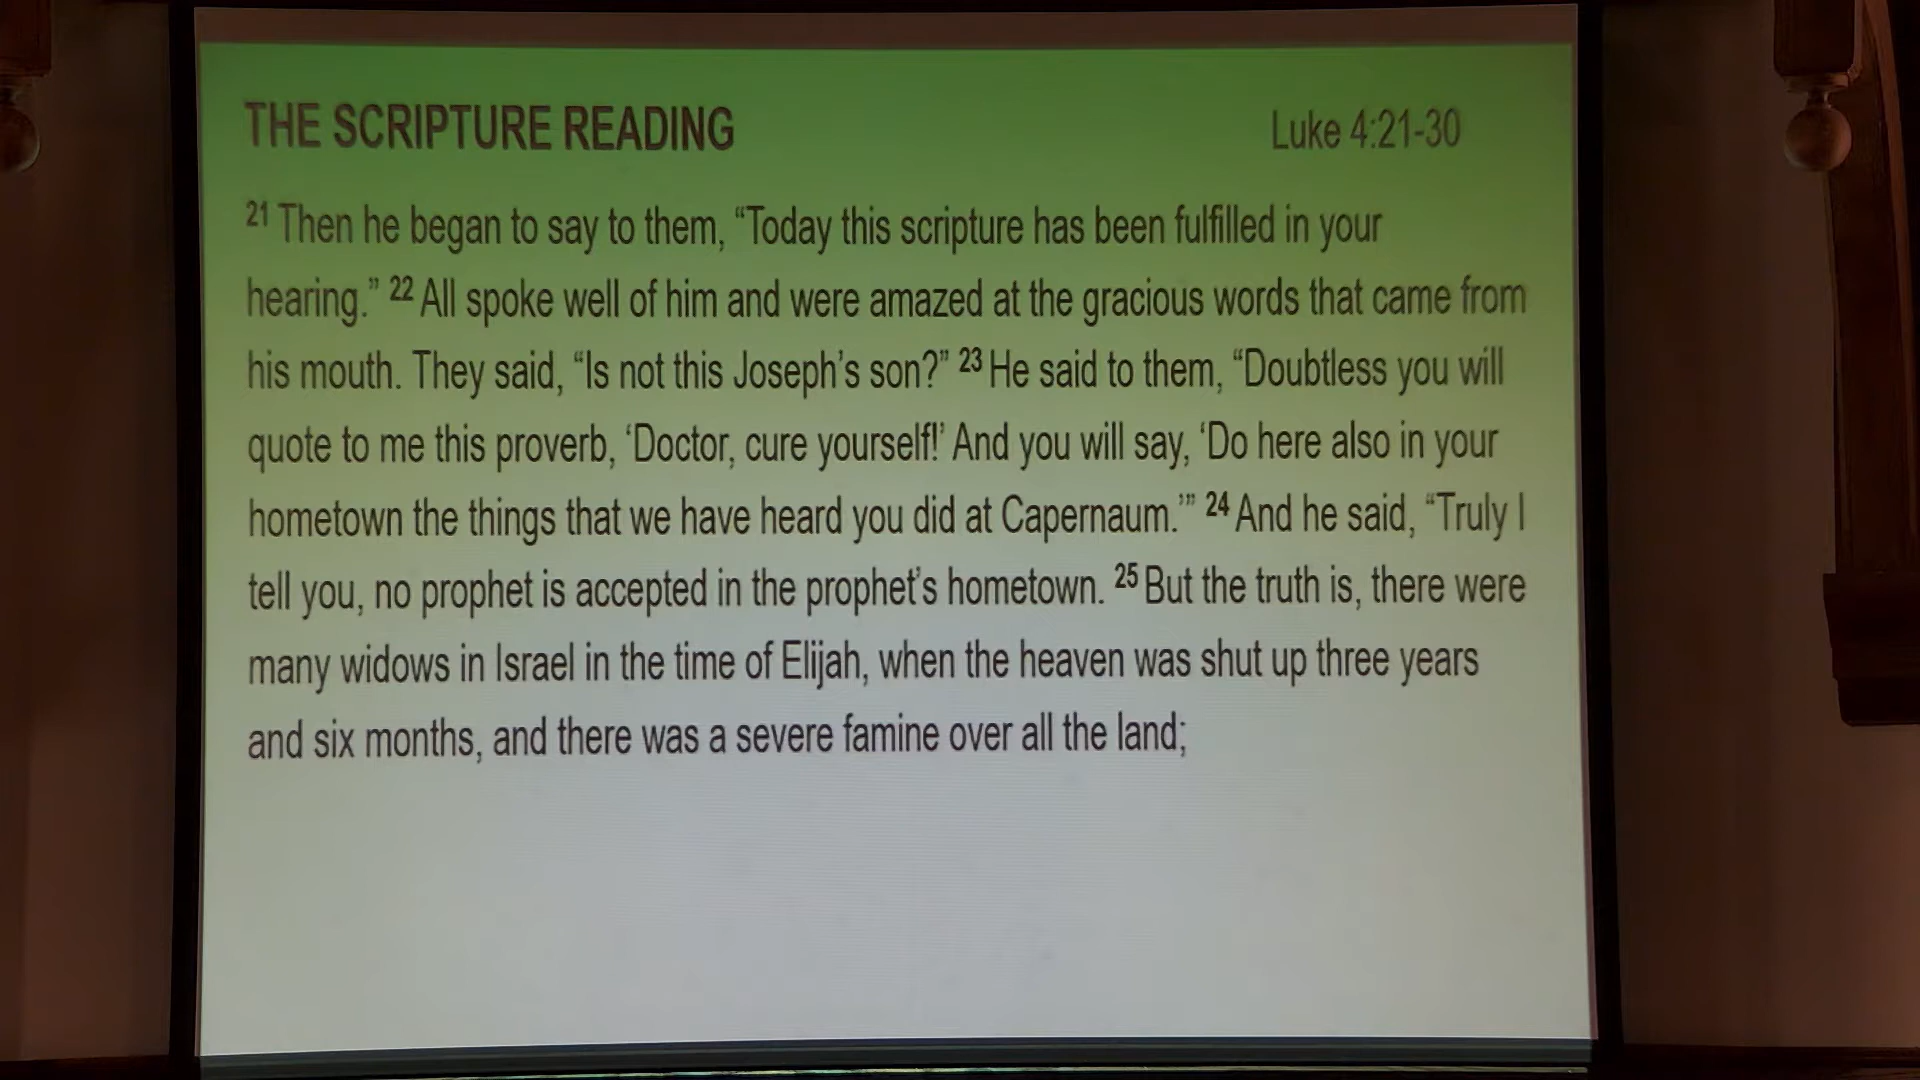 THE SCRIPTURE READING Luke 4:21-30
21 Then he began to say to them, “Today this scripture has been fulfilled in your
hearing.” 22 All spoke well of him and were amazed at the gracious words that came from
his mouth. They said, “Is not this Joseph’s son?” 23 He said to them, “Doubtless you will
quote to me this proverb, ‘Doctor, cure yourself!’ And you will say, ‘Do here also in your
hometown the things that we have heard you did at Capernaum.’” 24 And he said, “Truly I
tell you, no prophet is accepted in the prophet’s hometown. 25 But the truth is, there were
many widows in Israel in the time of Elijah, when the heaven was shut up three years
and six months, and there was a severe famine over all the land;